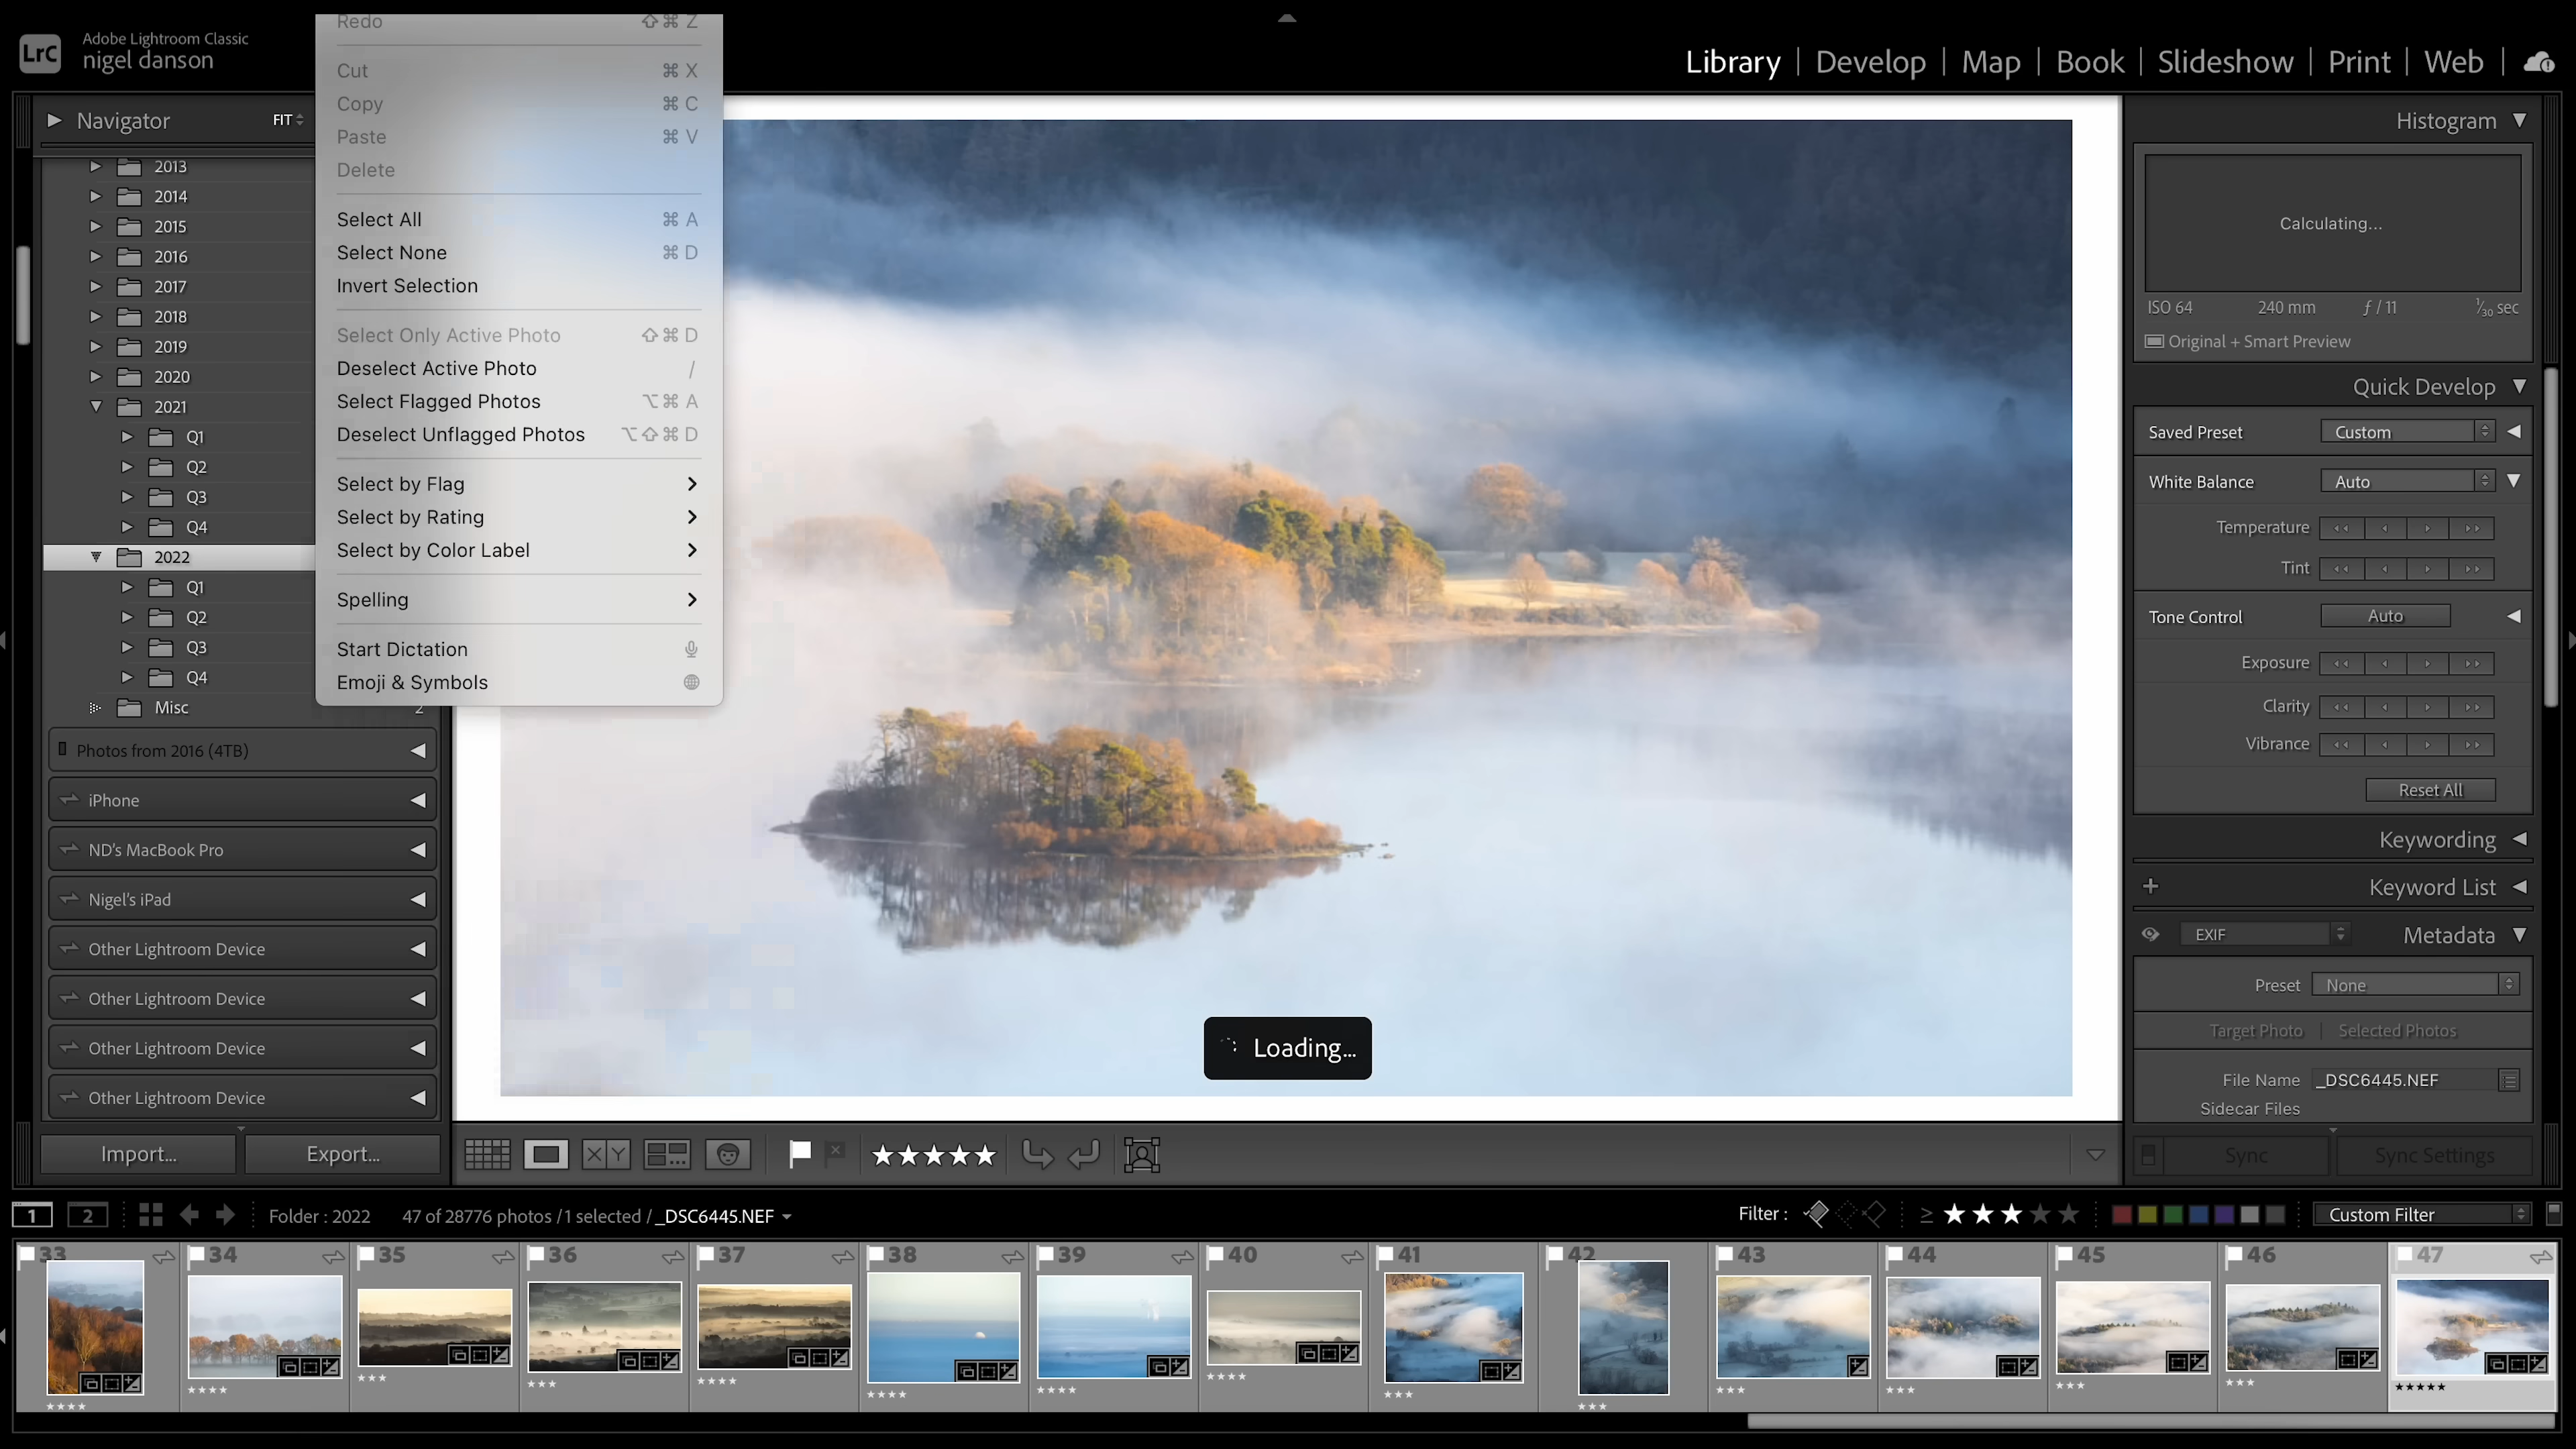 LrC
Adobe Lightroom Classic
nigel danson
Library | Develop | Map | Book | Slideshow | Print | Web
Navigator FIT
2013
2014
2015
2016
2017
2018
2019
2020
2021
Q1
Q2
Q3
Q4
2022
Q1
Q2
Q3
Q4
Misc 2
Photos from 2016 (4TB)
iPhone
ND's MacBook Pro
Nigel's iPad
Other Lightroom Device
Other Lightroom Device
Other Lightroom Device
Other Lightroom Device
Import...
Export...
Redo ⇧⌘ Z
Cut ⌘ X
Copy ⌘ C
Paste ⌘ V
Delete
Select All ⌘ A
Select None ⌘ D
Invert Selection
Select Only Active Photo ⇧⌘ D
Deselect Active Photo /
Select Flagged Photos ⌥⌘ A
Deselect Unflagged Photos ⌥⇧⌘ D
Select by Flag
Select by Rating
Select by Color Label
Spelling
Start Dictation
Emoji & Symbols
Loading...
Histogram
Calculating...
ISO 64 240 mm ƒ / 11 1/30 sec
Original + Smart Preview
Quick Develop
Saved Preset Custom
White Balance Auto
Temperature
Tint
Tone Control Auto
Exposure
Clarity
Vibrance
Reset All
Keywording
+ Keyword List
EXIF Metadata
Preset None
Target Photo | Selected Photos
File Name _DSC6445.NEF
Sidecar Files
Sync
Sync Settings
X Y
★★★★★
1 2 Folder : 2022 47 of 28776 photos / 1 selected / _DSC6445.NEF
Filter : ≥ ★★★★★ Custom Filter
33 34 35 36 37 38 39 40 41 42 43 44 45 46 47